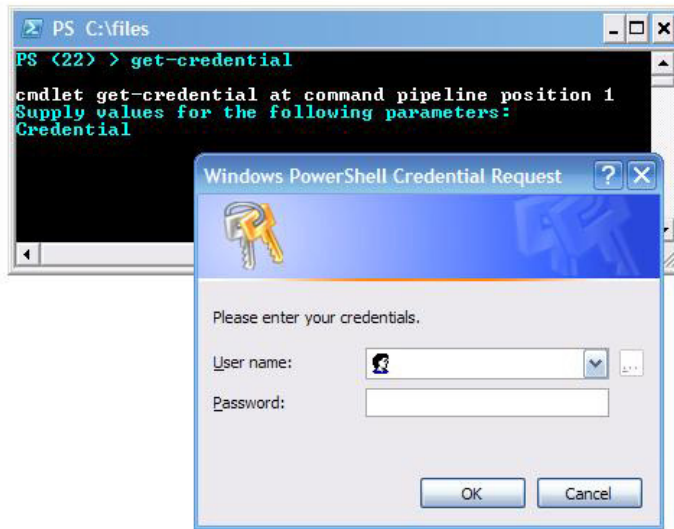 PS C:\files
PS (22) > get-credential
cmdlet get-credential at command pipeline position 1
Supply values for the following parameters:
Credential
Windows PowerShell Credential Request
Please enter your credentials.
User name:
...
Password:
OK Cancel